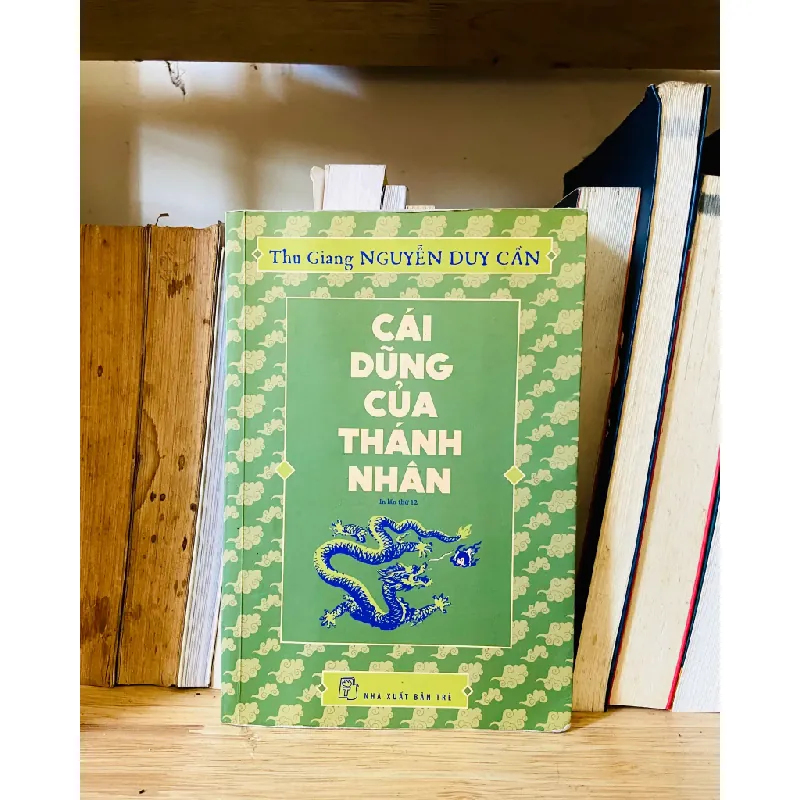 Thu Giang NGUYỄN DUY CẦN
CÁI
DŨNG
CỦA
THÁNH
NHÂN
In lần thứ 12
NHÀ XUẤT BẢN TRẺ